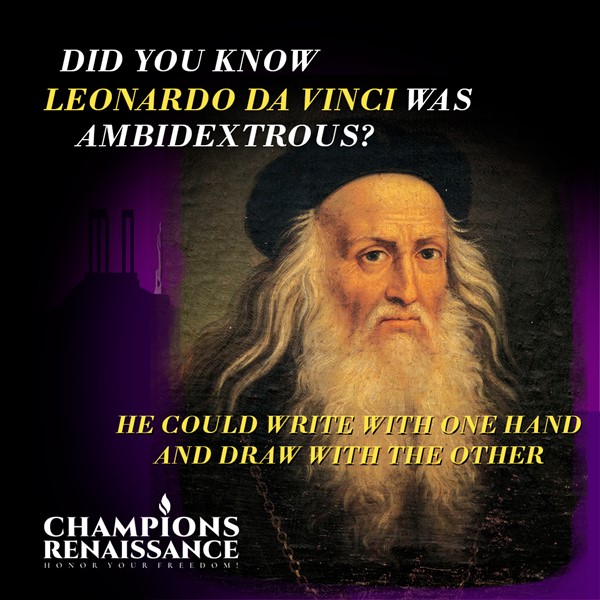 DID YOU KNOW
LEONARDO DA VINCI WAS
AMBIDEXTROUS?
HE COULD WRITE WITH ONE HAND
AND DRAW WITH THE OTHER
CHAMPIONS
RENAISSANCE
HONOR YOUR FREEDOM!